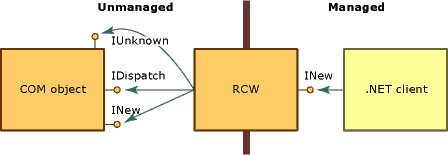 Unmanaged
Managed
IUnknown
IDispatch
INew
COM object
RCW
INew
.NET client